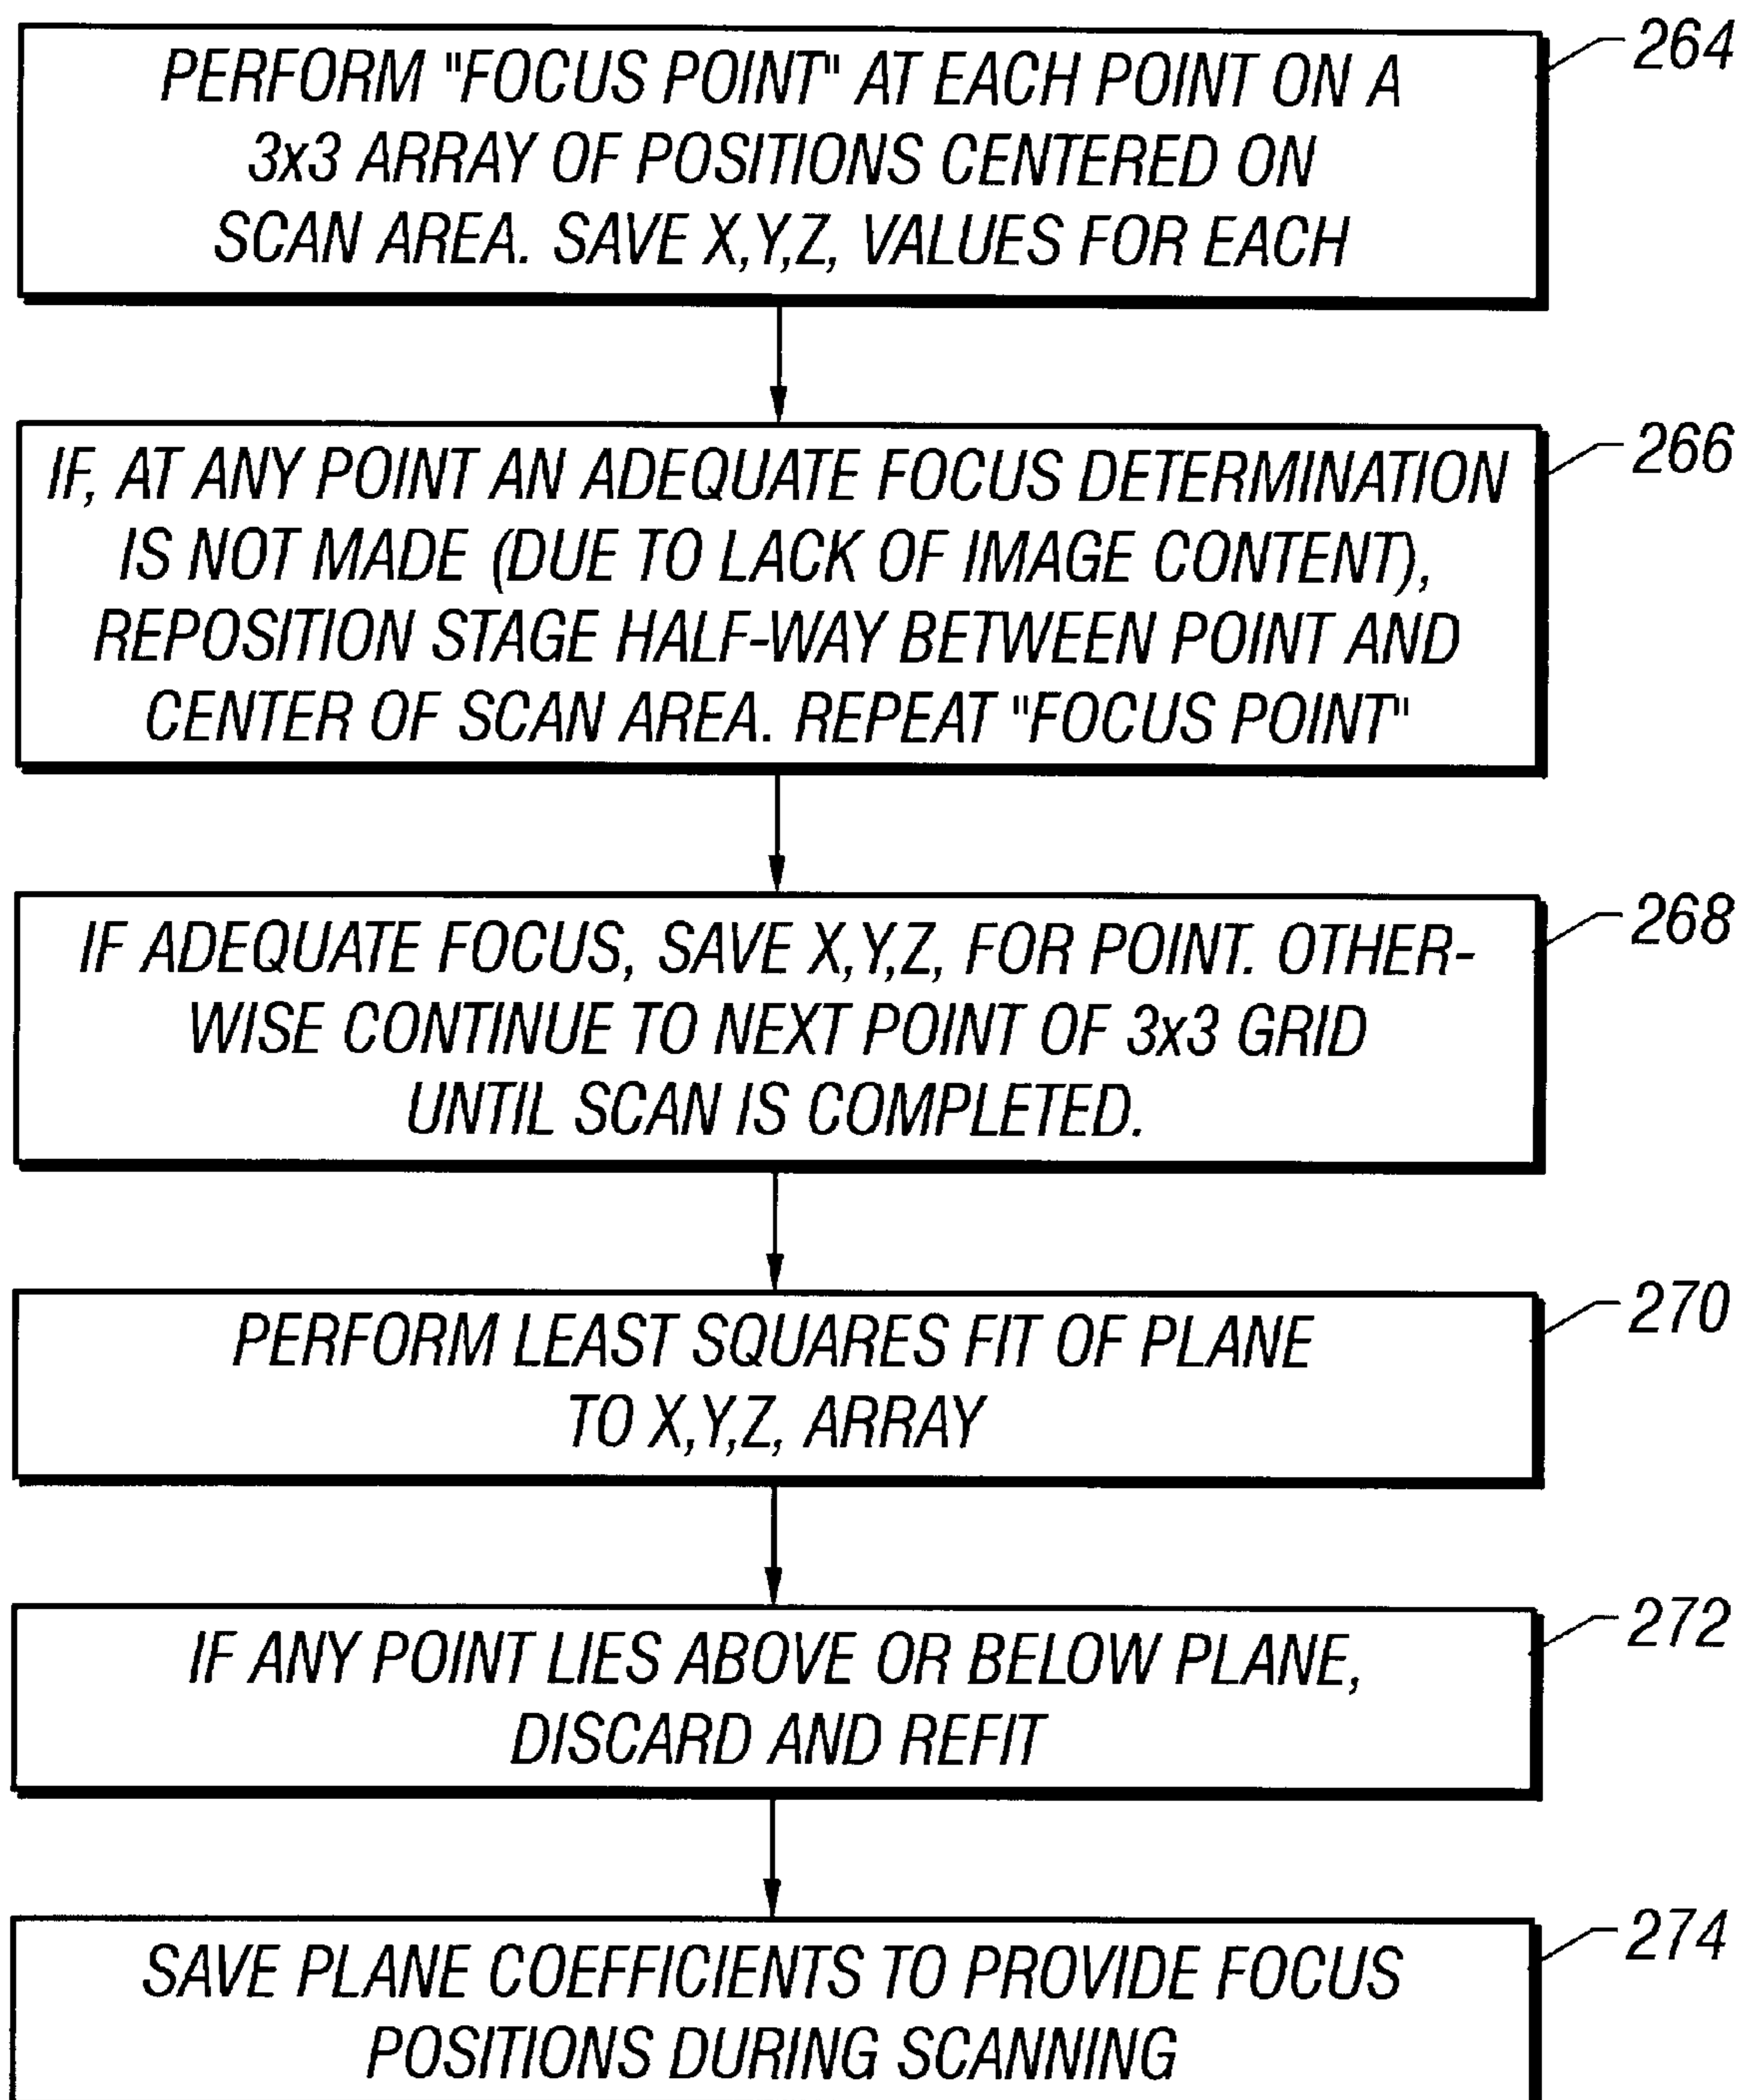 PERFORM "FOCUS POINT" AT EACH POINT ON A
3x3 ARRAY OF POSITIONS CENTERED ON
SCAN AREA. SAVE X,Y,Z, VALUES FOR EACH
264
IF, AT ANY POINT AN ADEQUATE FOCUS DETERMINATION
IS NOT MADE (DUE TO LACK OF IMAGE CONTENT),
REPOSITION STAGE HALF-WAY BETWEEN POINT AND
CENTER OF SCAN AREA. REPEAT "FOCUS POINT"
266
IF ADEQUATE FOCUS, SAVE X,Y,Z, FOR POINT. OTHER-
WISE CONTINUE TO NEXT POINT OF 3x3 GRID
UNTIL SCAN IS COMPLETED.
268
PERFORM LEAST SQUARES FIT OF PLANE
TO X,Y,Z, ARRAY
270
IF ANY POINT LIES ABOVE OR BELOW PLANE,
DISCARD AND REFIT
272
SAVE PLANE COEFFICIENTS TO PROVIDE FOCUS
POSITIONS DURING SCANNING
274